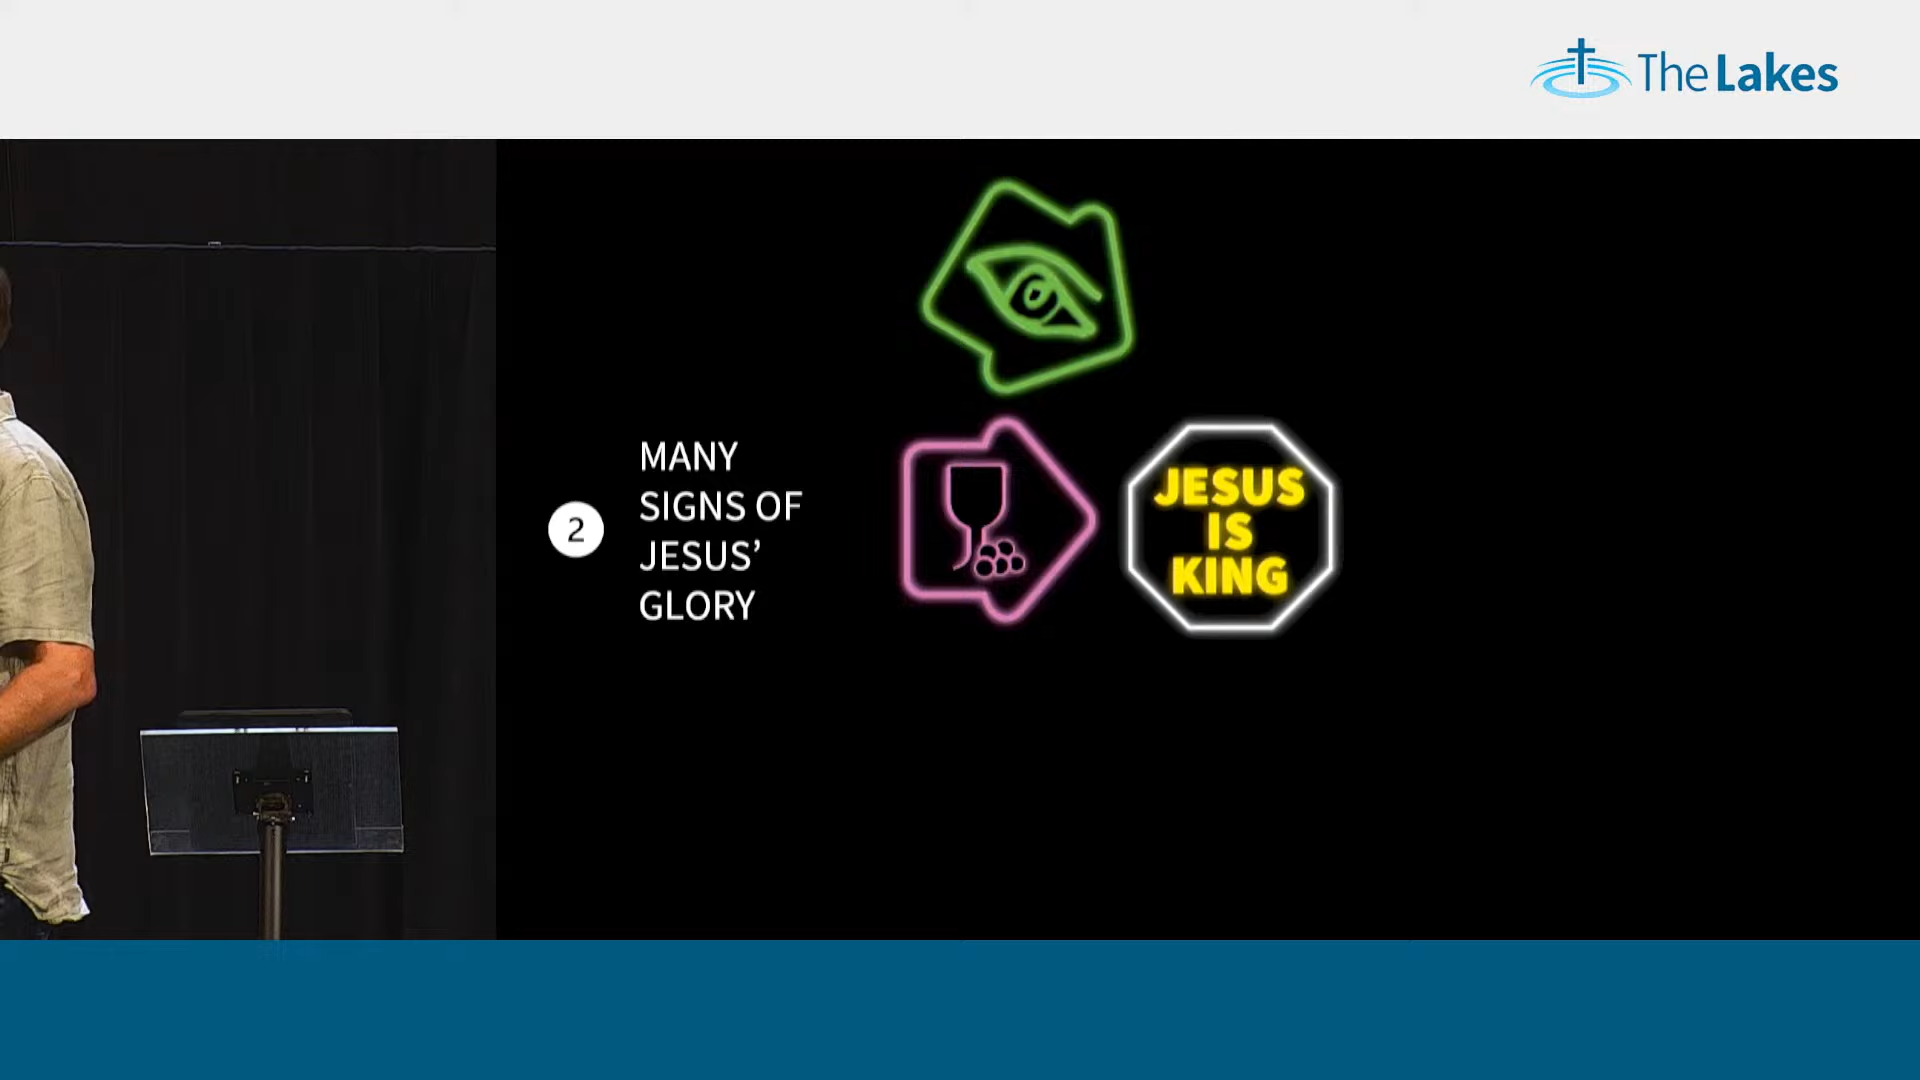 The Lakes
2
MANY
SIGNS OF
JESUS’
GLORY
JESUS
IS
KING